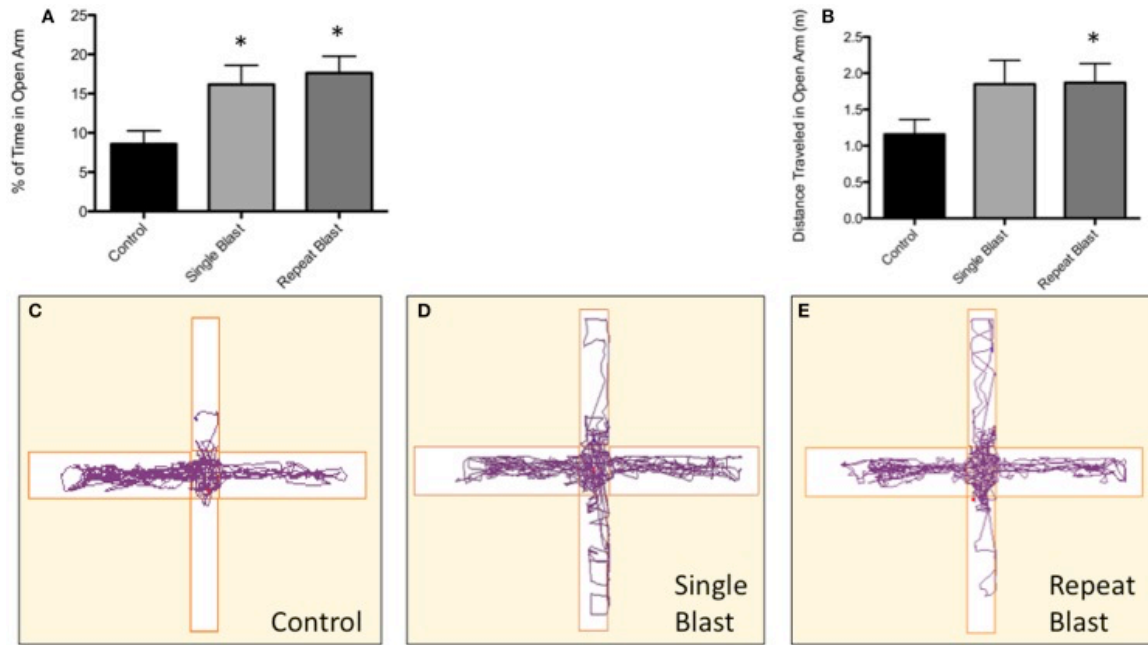 A
% of Time in Open Arm
25
20
15
10
5
0
*
*
Control
Single Blast
Repeat Blast
B
Distance Traveled in Open Arm (m)
2.5
2.0
1.5
1.0
0.5
0.0
*
Control
Single Blast
Repeat Blast
C
Control
D
Single
Blast
E
Repeat
Blast